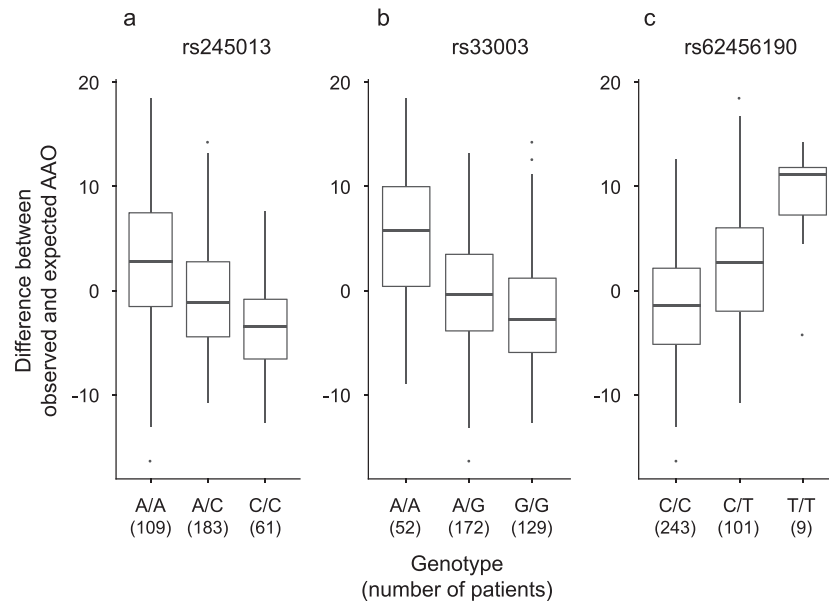 a
rs245013
b
rs33003
c
rs62456190
Difference between
observed and expected AAO
20
10
0
-10
A/A
(109)
A/C
(183)
C/C
(61)
20
10
0
-10
A/A
(52)
A/G
(172)
G/G
(129)
20
10
0
-10
C/C
(243)
C/T
(101)
T/T
(9)
Genotype
(number of patients)